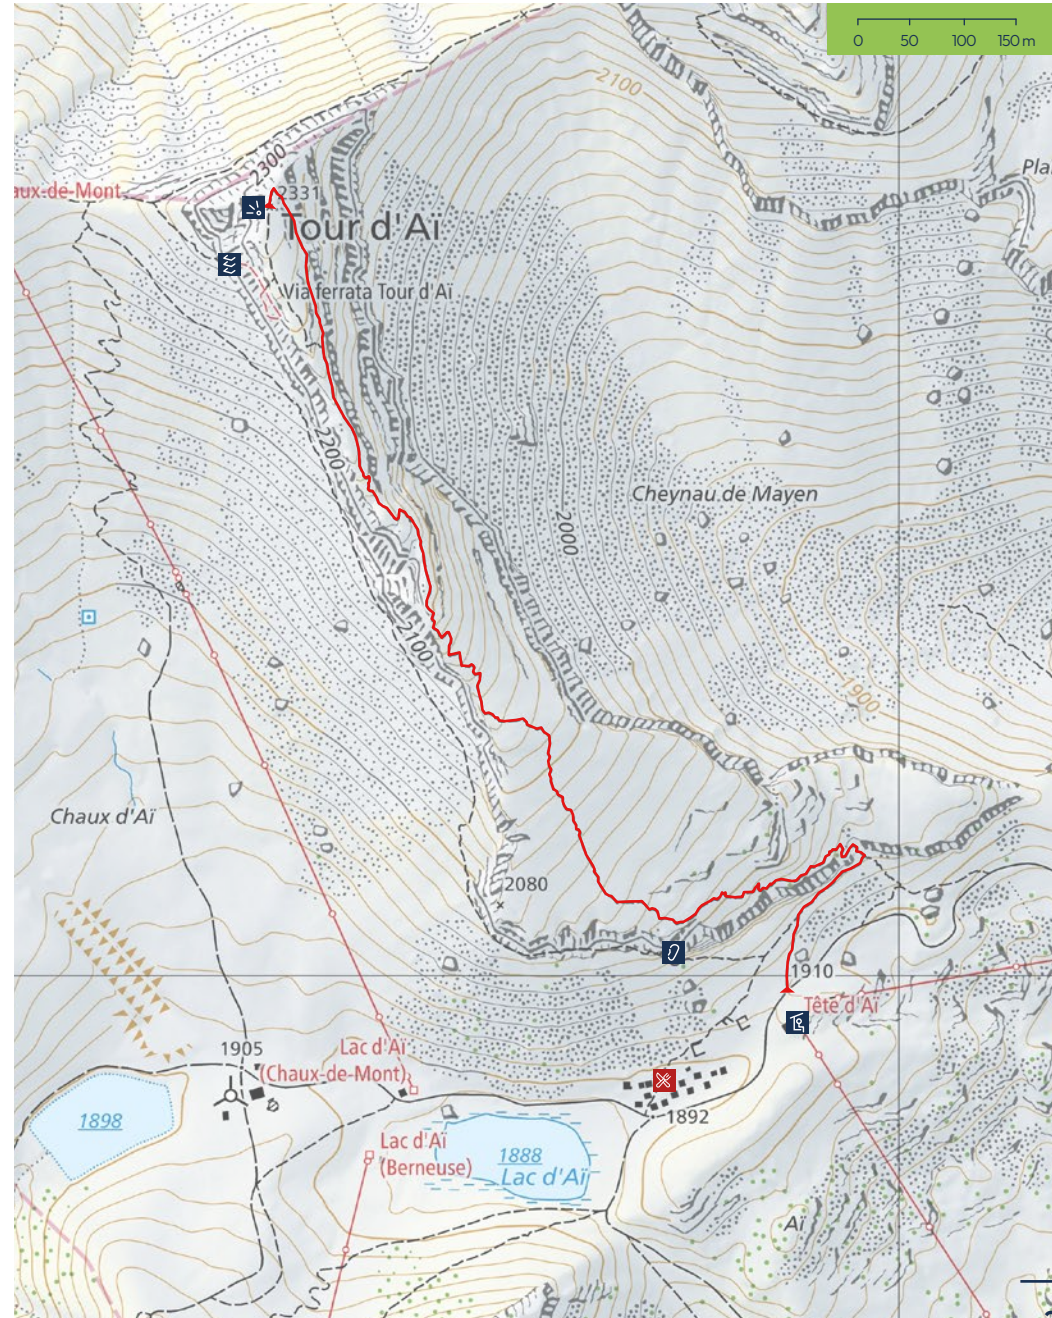 0 50 100 150 m
2100
2300
aux-de-Mont
2331
Tour d'Aï
Via ferrata Tour d'Aï
2200
Cheynau de Mayen
2000
2100
1900
Chaux d'Aï
2080
1910
Tête d'Aï
1905
Lac d'Aï
(Chaux-de-Mont)
1898
1892
Lac d'Aï
(Berneuse)
1888
Lac d'Aï
Aï